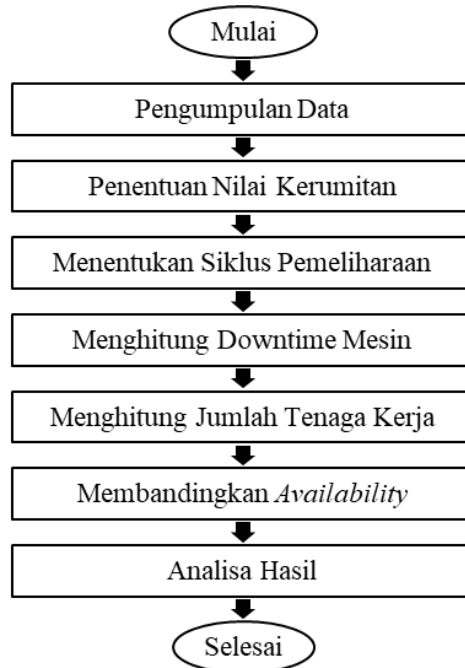 Mulai
Pengumpulan Data
Penentuan Nilai Kerumitan
Menentukan Siklus Pemeliharaan
Menghitung Downtime Mesin
Menghitung Jumlah Tenaga Kerja
Membandingkan Availability
Analisa Hasil
Selesai